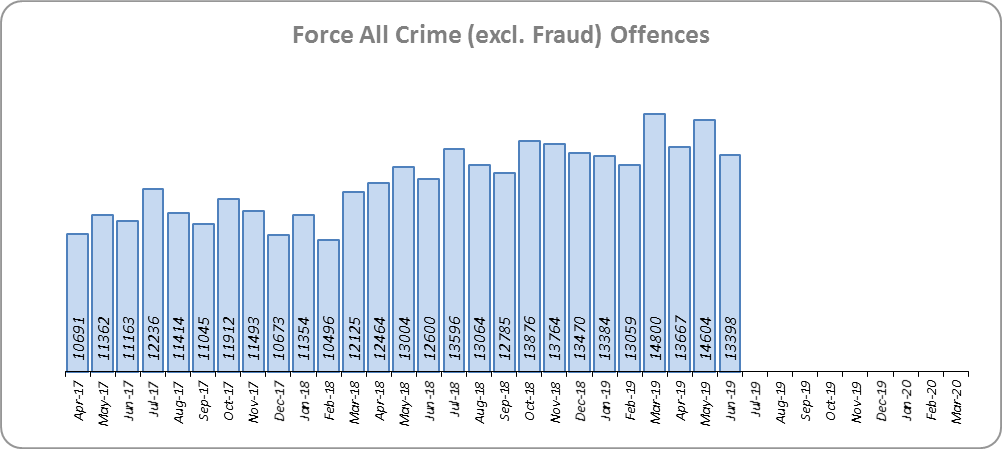 Force All Crime (excl. Fraud) Offences
10691
11362
11163
12236
11414
11045
11912
11493
10673
11354
10496
12125
12464
13004
12600
13596
13064
12785
13876
13764
13470
13384
13059
14800
13667
14604
13398
Apr-17
May-17
Jun-17
Jul-17
Aug-17
Sep-17
Oct-17
Nov-17
Dec-17
Jan-18
Feb-18
Mar-18
Apr-18
May-18
Jun-18
Jul-18
Aug-18
Sep-18
Oct-18
Nov-18
Dec-18
Jan-19
Feb-19
Mar-19
Apr-19
May-19
Jun-19
Jul-19
Aug-19
Sep-19
Oct-19
Nov-19
Dec-19
Jan-20
Feb-20
Mar-20